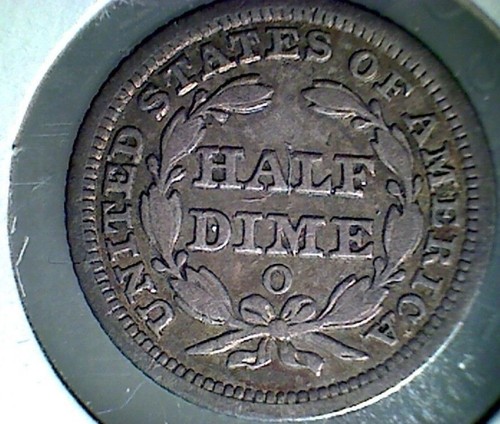 UNITED STATES OF AMERICA
HALF
DIME
O